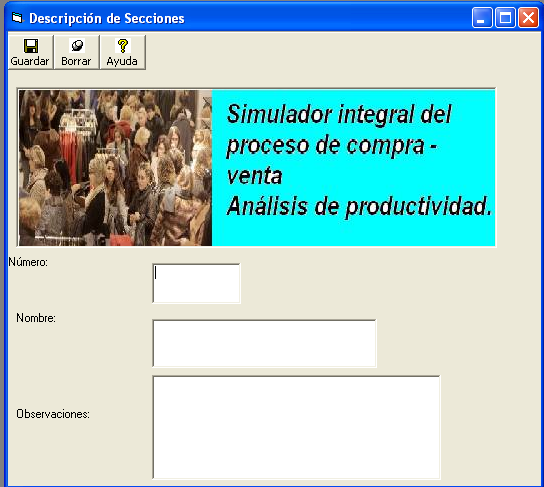 Descripción de Secciones
Guardar Borrar Ayuda
Simulador integral del
proceso de compra -
venta
Análisis de productividad.
Número:
Nombre:
Observaciones: